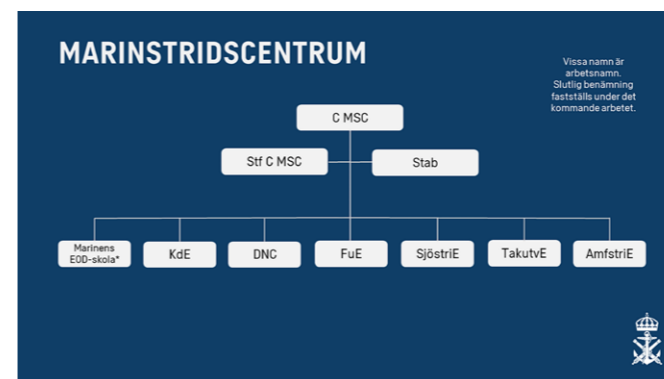 MARINSTRIDSCENTRUM
Vissa namn är
arbetsnamn.
Slutlig benämning
fastställs under det
kommande arbetet.
C MSC
Stf C MSC
Stab
Marinens
EOD-skola*
KdE
DNC
FuE
SjöstriE
TakutvE
AmfstriE